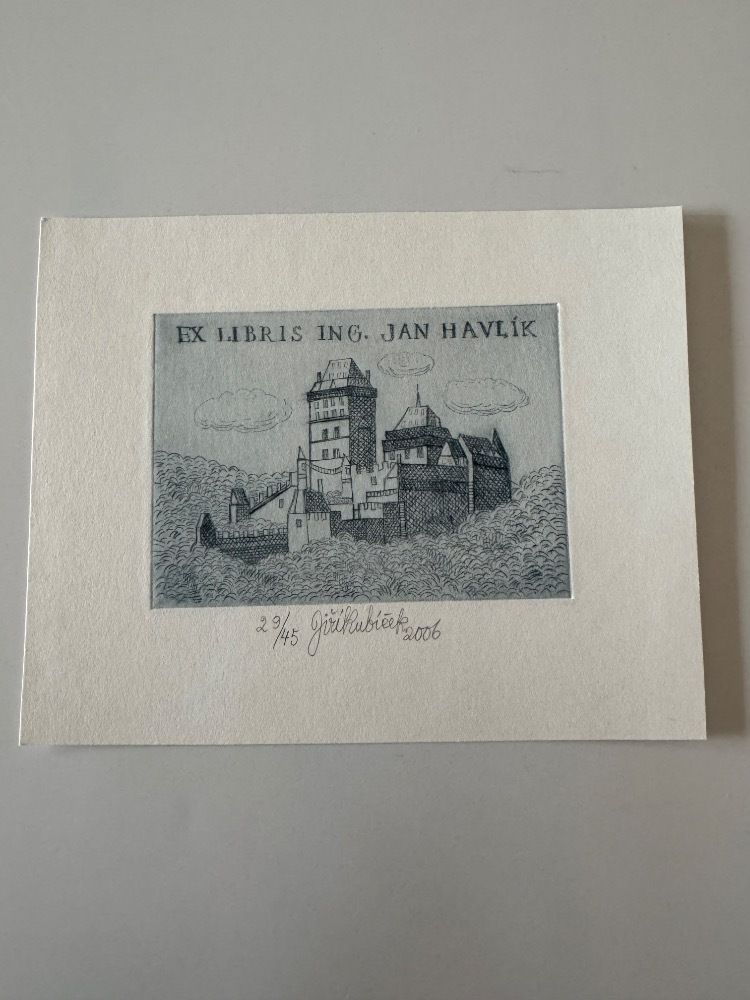 EX LIBRIS ING. JAN HAVLÍK
29/45 Jiří Kubíček 2006